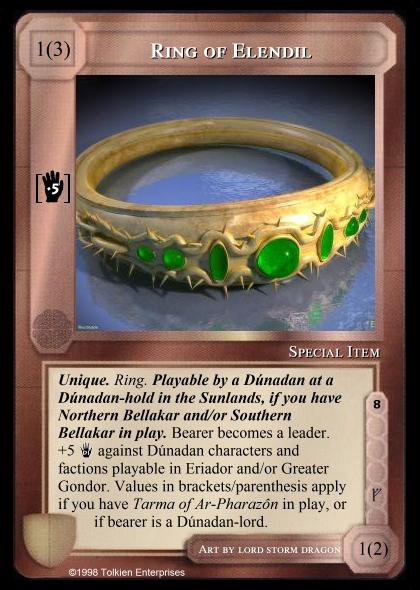 1(3)
RING OF ELENDIL
[5]
SPECIAL ITEM
Unique. Ring. Playable by a Dúnadan at a
Dúnadan-hold in the Sunlands, if you have
Northern Bellakar and/or Southern
Bellakar in play. Bearer becomes a leader.
+5 against Dúnadan characters and
factions playable in Eriador and/or Greater
Gondor. Values in brackets/parenthesis apply
if you have Tarma of Ar-Pharazôn in play, or
if bearer is a Dúnadan-lord.
8
ᚠ
ART BY LORD STORM DRAGON
1(2)
©1998 Tolkien Enterprises